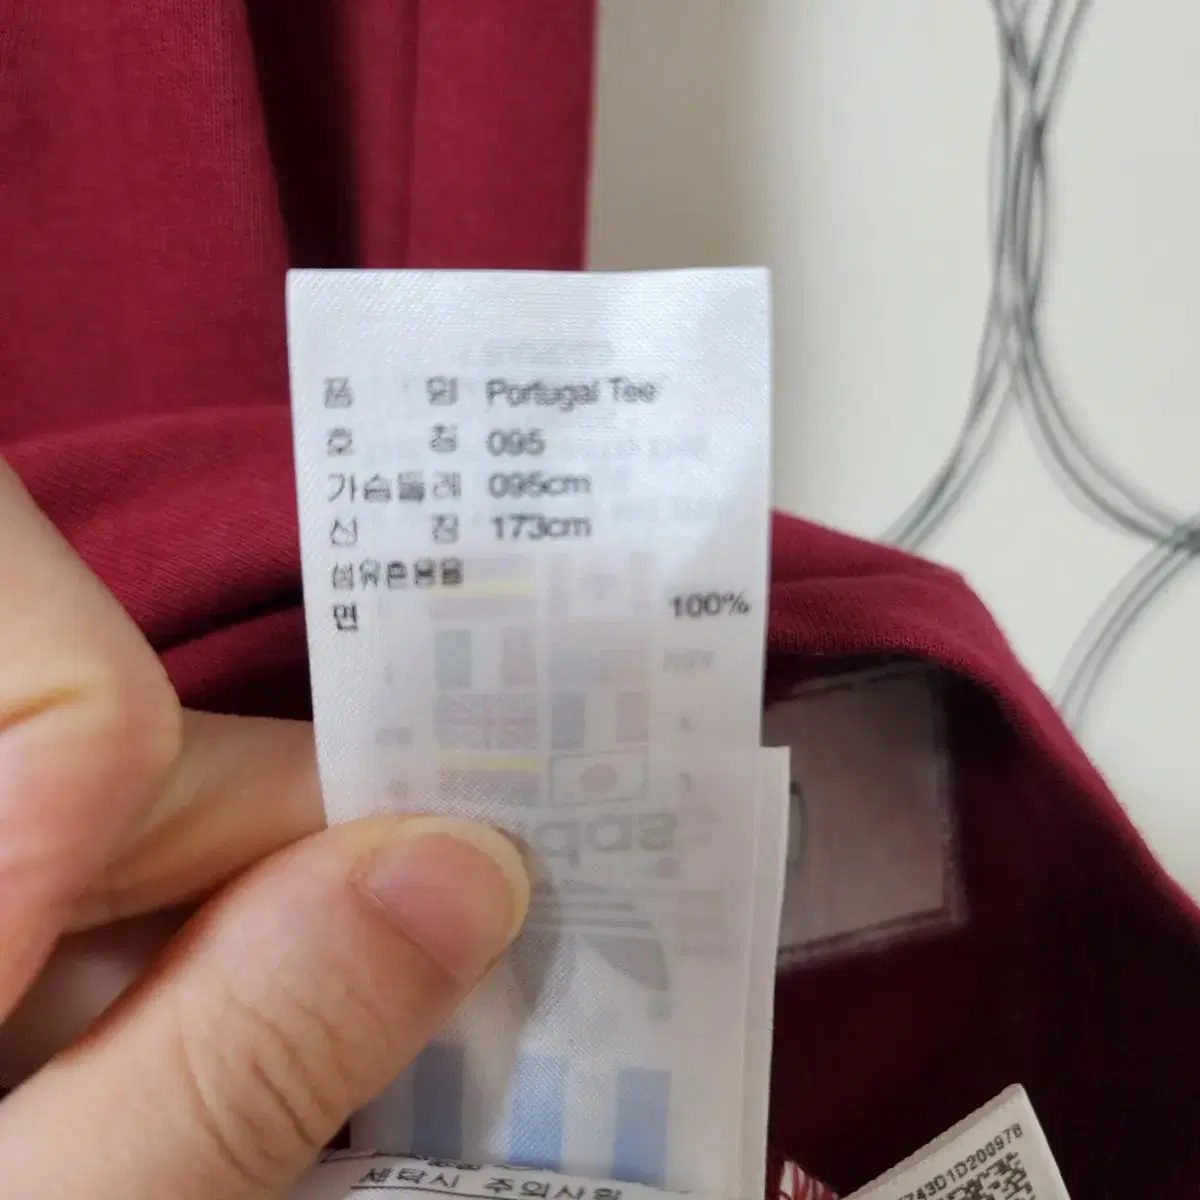 품 명 Portugal Tee
호 칭 095
가슴둘레 095cm
신 장 173cm
섬유혼용율
면 100%
세탁시 주의사항
743D1D20097B